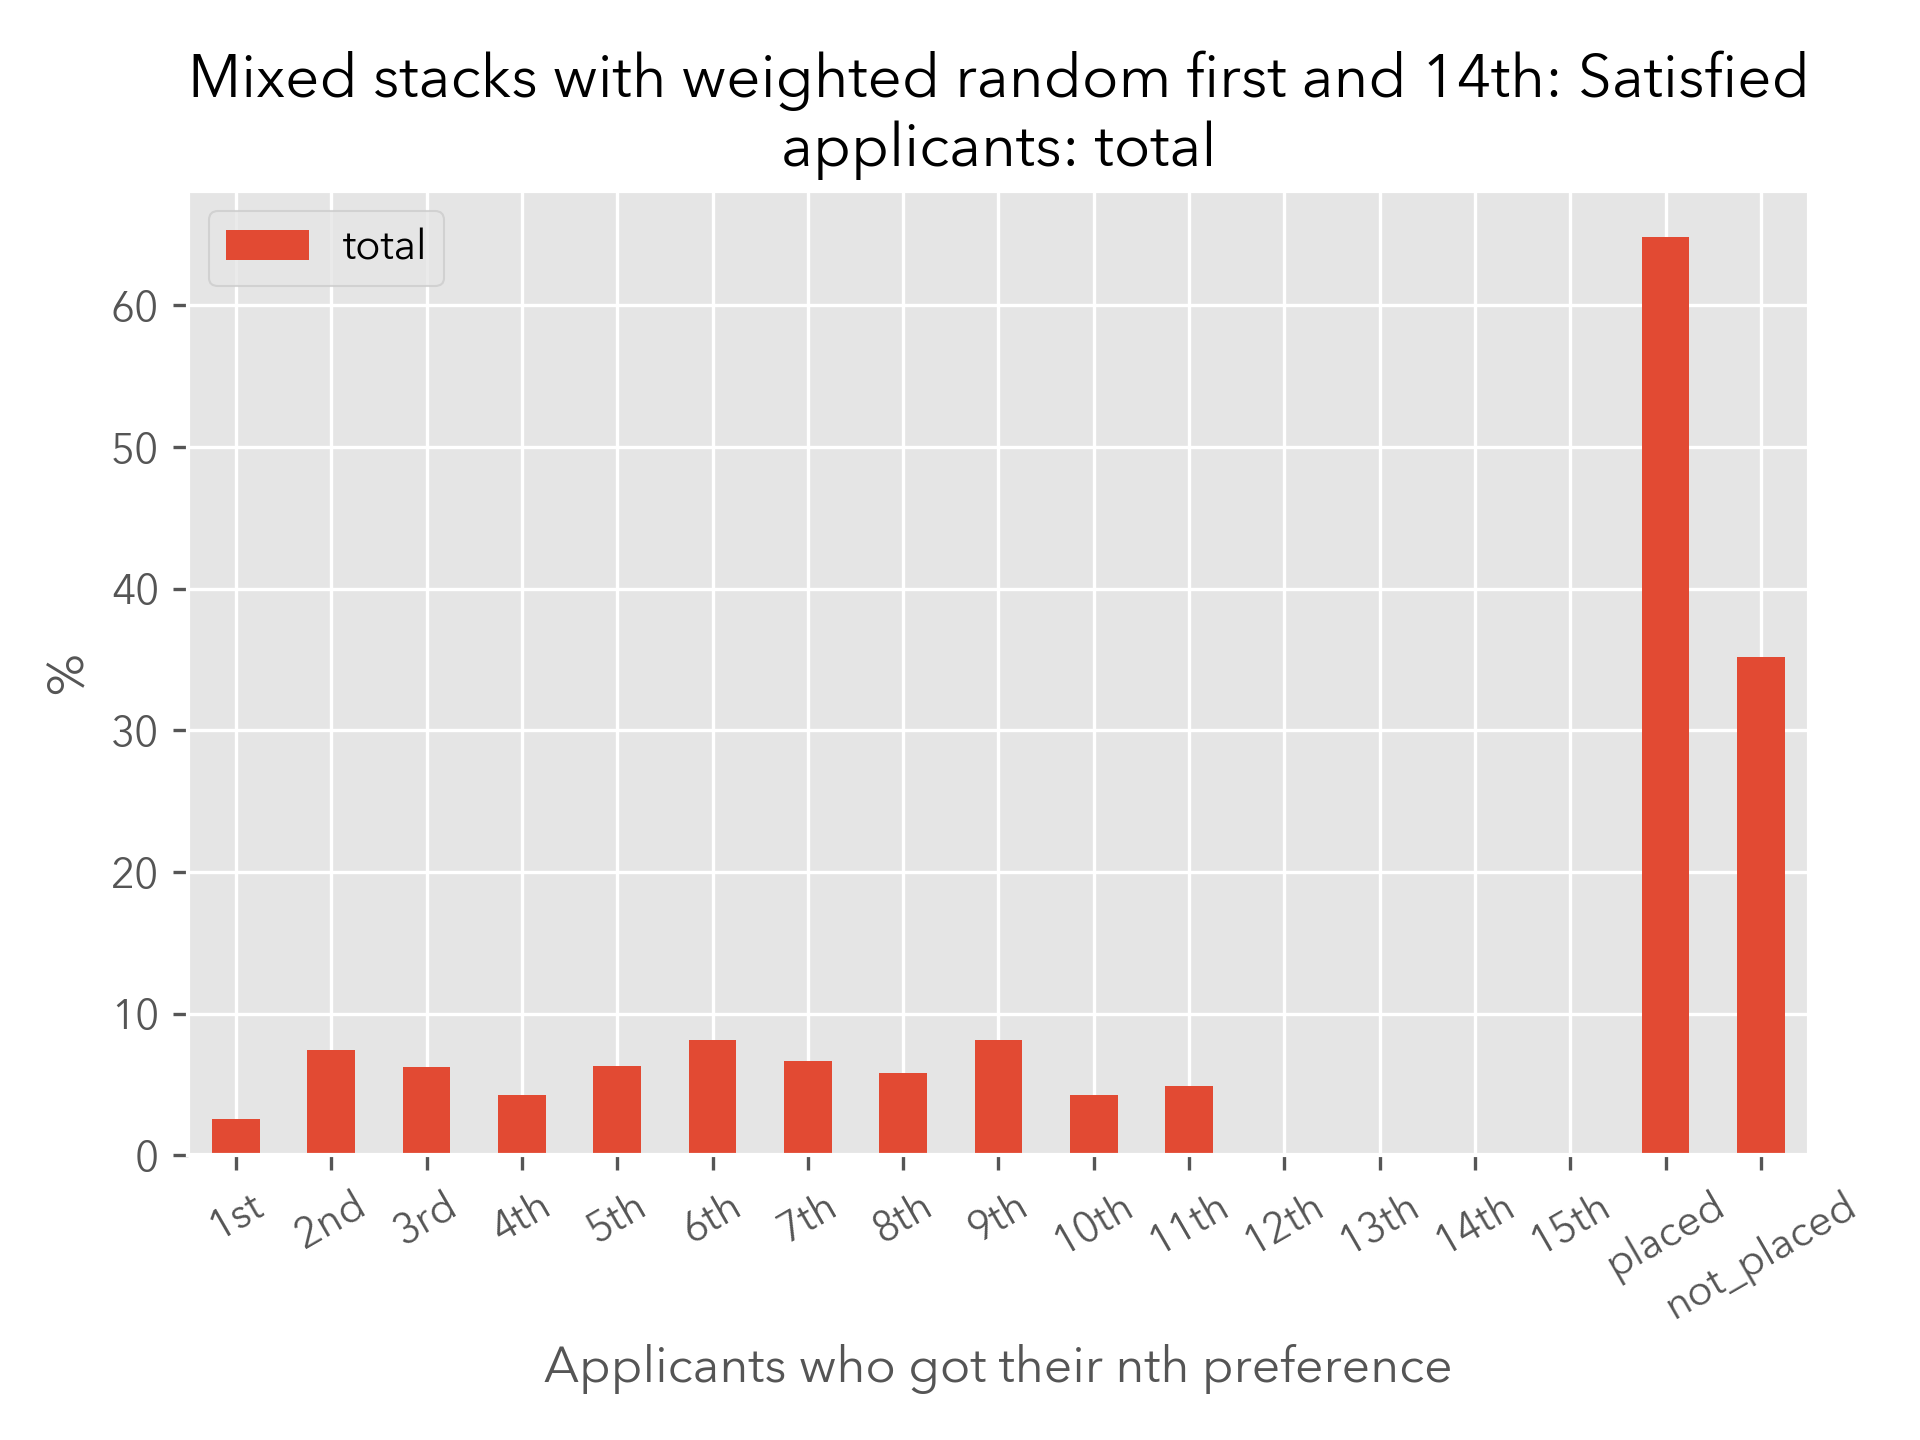 Mixed stacks with weighted random first and 14th: Satisfied
applicants: total
total
60
50
40
30
20
10
0
%
1st
2nd
3rd
4th
5th
6th
7th
8th
9th
10th
11th
12th
13th
14th
15th
placed
not_placed
Applicants who got their nth preference